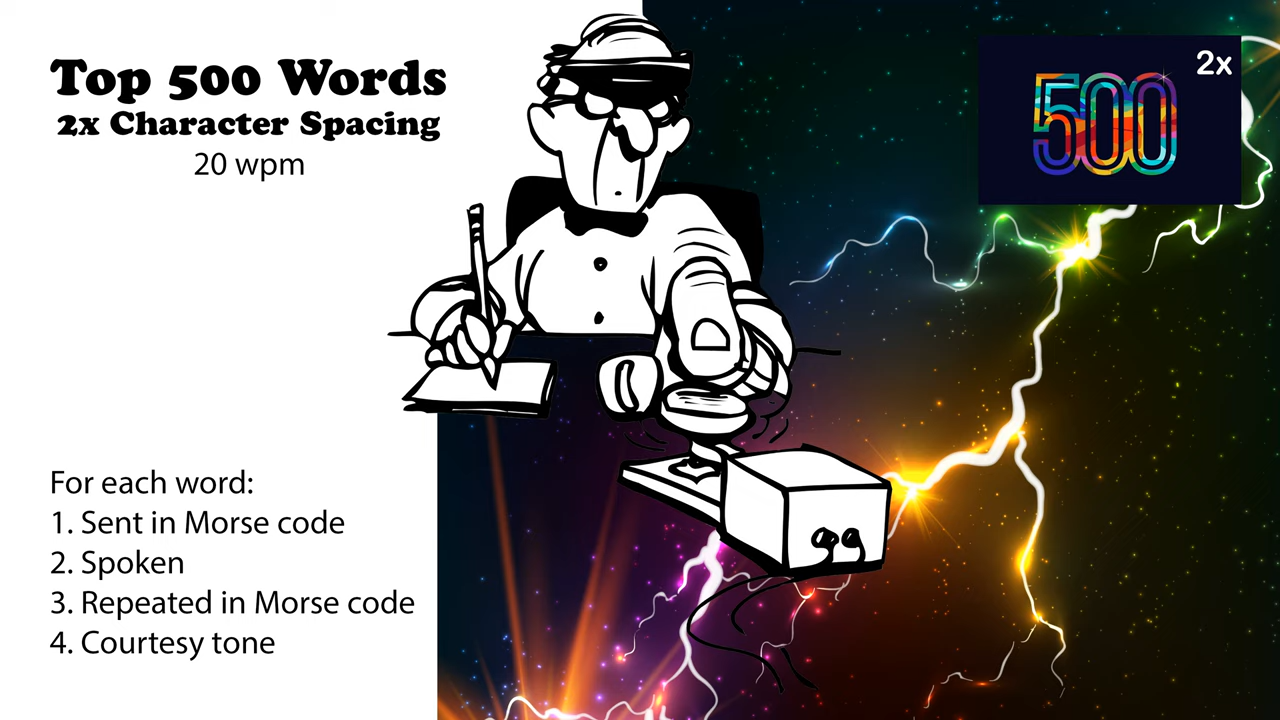 Top 500 Words
2x Character Spacing
20 wpm
2x
500
For each word:
1. Sent in Morse code
2. Spoken
3. Repeated in Morse code
4. Courtesy tone